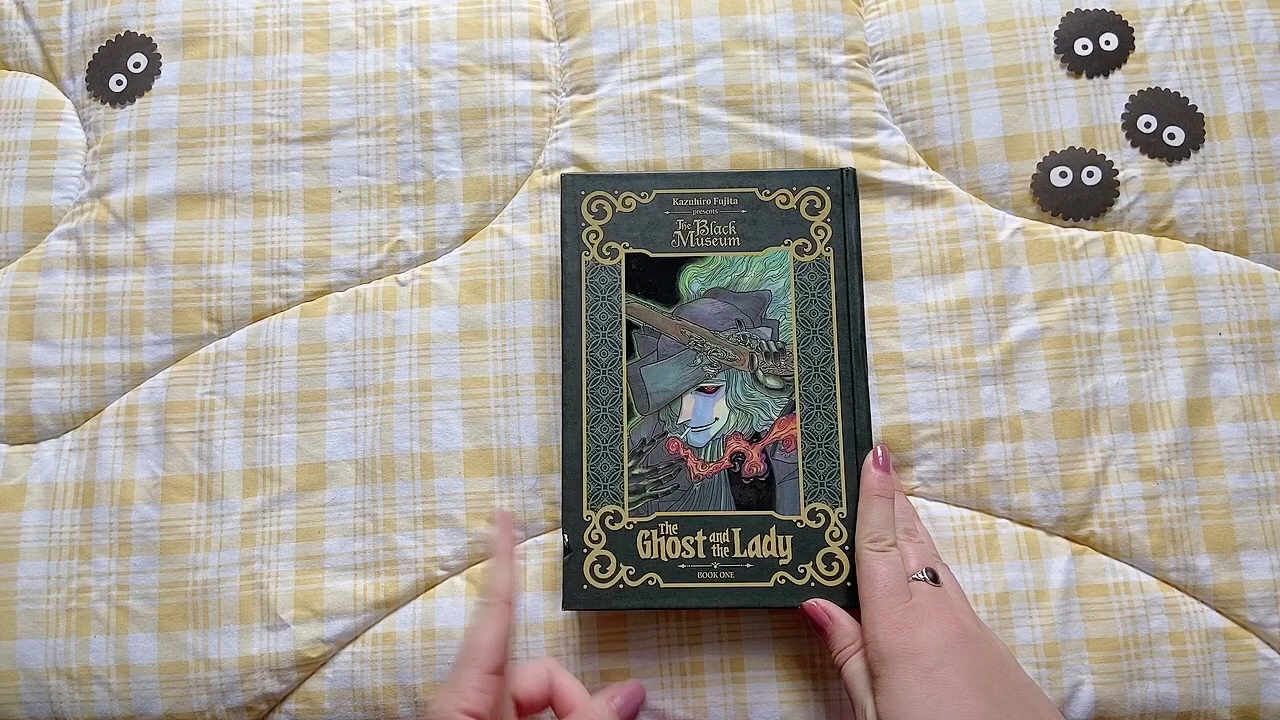 Kazuhiro Fujita
presents
The Black
Museum
The
Ghost and the Lady
BOOK ONE